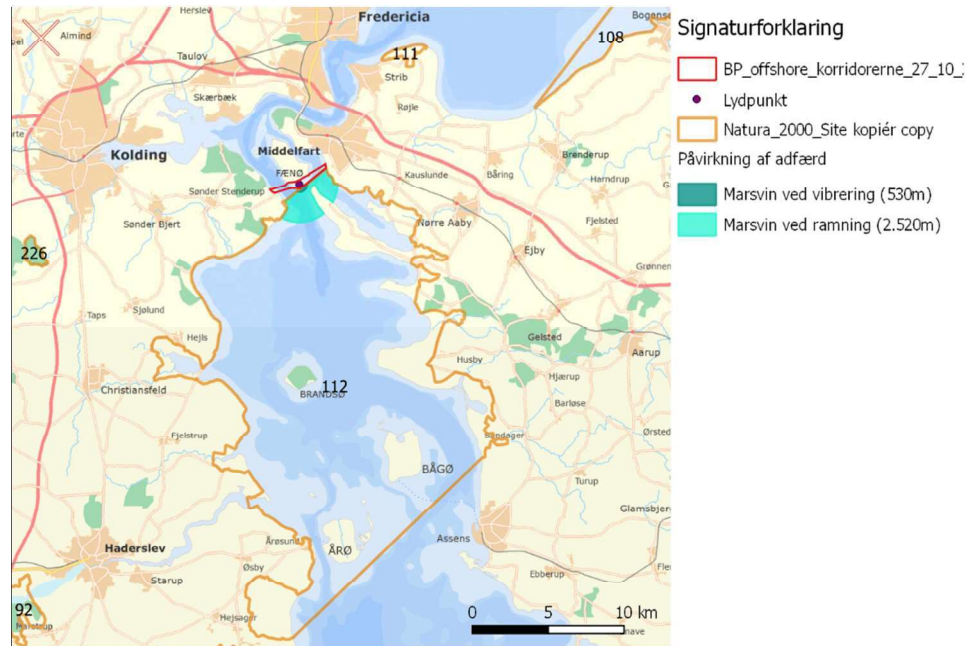 Herslev
Fredericia
Bogense
Almind
108
Taulov
111
Strib
Skærbæk
Røjle
Kolding
Middelfart
FÆNØ
Brenderup
Kauslunde
Båring
Harndrup
Sønder Stenderup
Sønder Bjert
Nørre Aaby
Fjelsted
226
Ejby
Grønnen
Taps
Sjølund
Hejls
Gelsted
Aarup
Husby
112
Hjærup
Christiansfeld
BRANDSØ
Barløse
Fjelstrup
Sandager
Ørsted
BÅGØ
Turup
Glamsbjerg
Årøsund
Assens
Haderslev
ÅRØ
Øsby
Starup
Ebberup
92
Hejsager
0 5 10 km
Signaturforklaring
BP_offshore_korridorerne_27_10_
Lydpunkt
Natura_2000_Site kopiér copy
Påvirkning af adfærd
Marsvin ved vibrering (530m)
Marsvin ved ramning (2.520m)